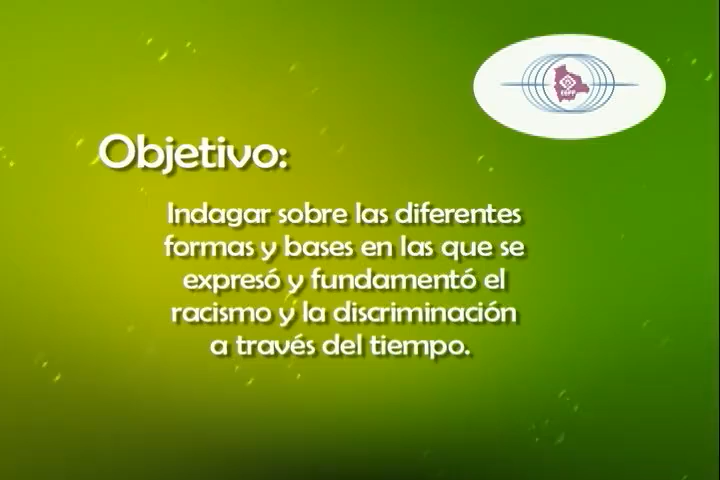 Objetivo:
Indagar sobre las diferentes
formas y bases en las que se
expresó y fundamentó el
racismo y la discriminación
a través del tiempo.